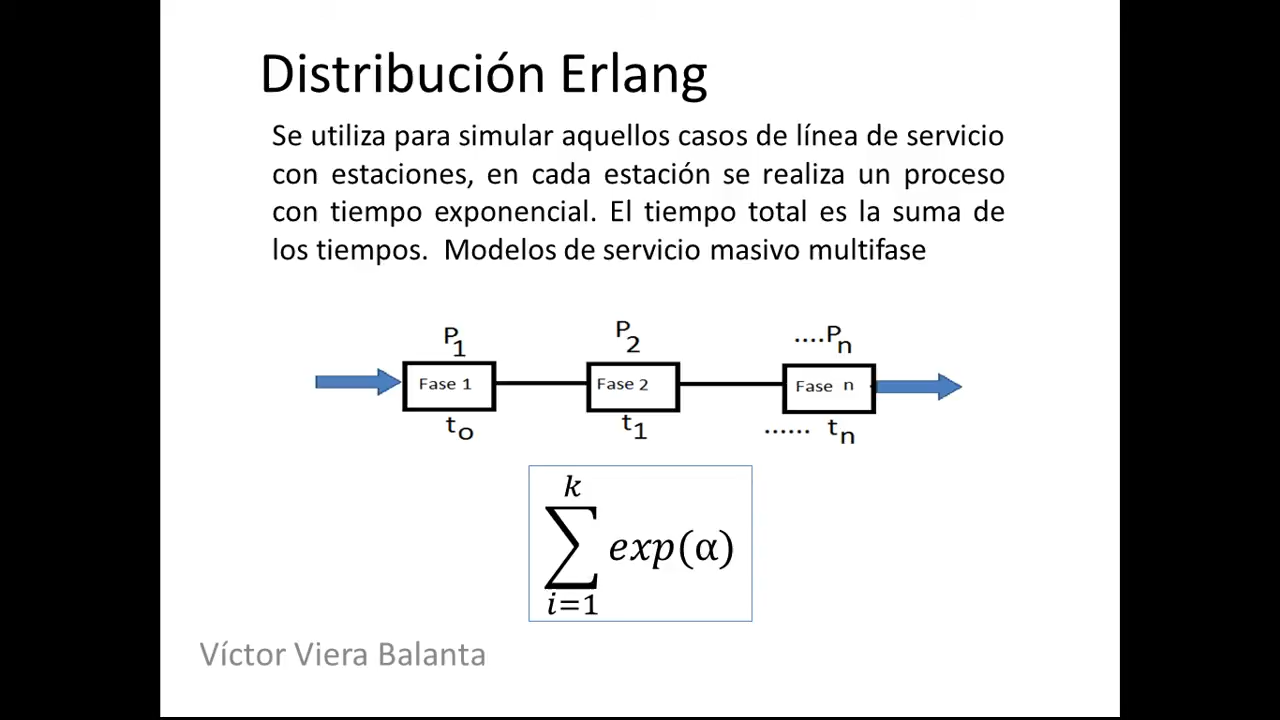 Distribución Erlang
Se utiliza para simular aquellos casos de línea de servicio
con estaciones, en cada estación se realiza un proceso
con tiempo exponencial. El tiempo total es la suma de
los tiempos. Modelos de servicio masivo multifase
P1 P2 ....Pn
Fase 1 Fase 2 Fase n
to t1 ...... tn
k
∑ exp(α)
i=1
Víctor Viera Balanta